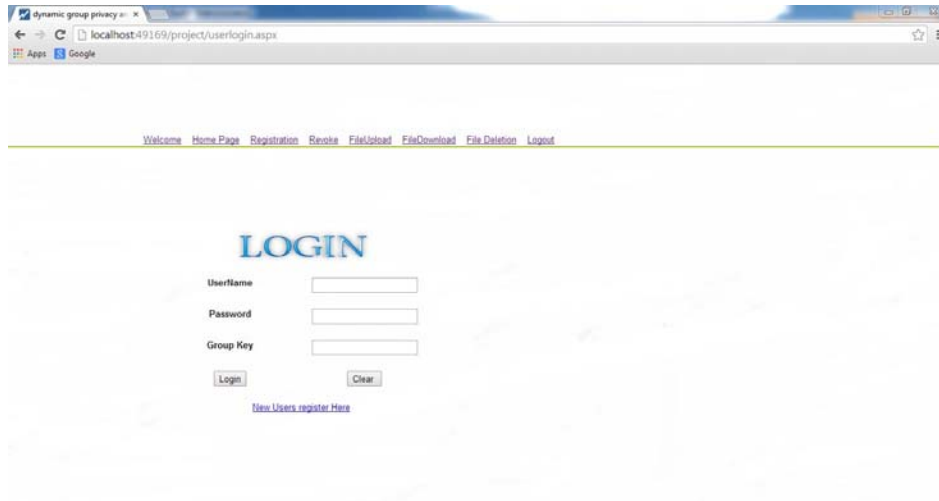 dynamic group privacy a
localhost:49169/project/userlogin.aspx
Apps Google
Welcome Home Page Registration Revoke FileUpload FileDownload File Deletion Logout
LOGIN
UserName
Password
Group Key
Login Clear
New Users register Here